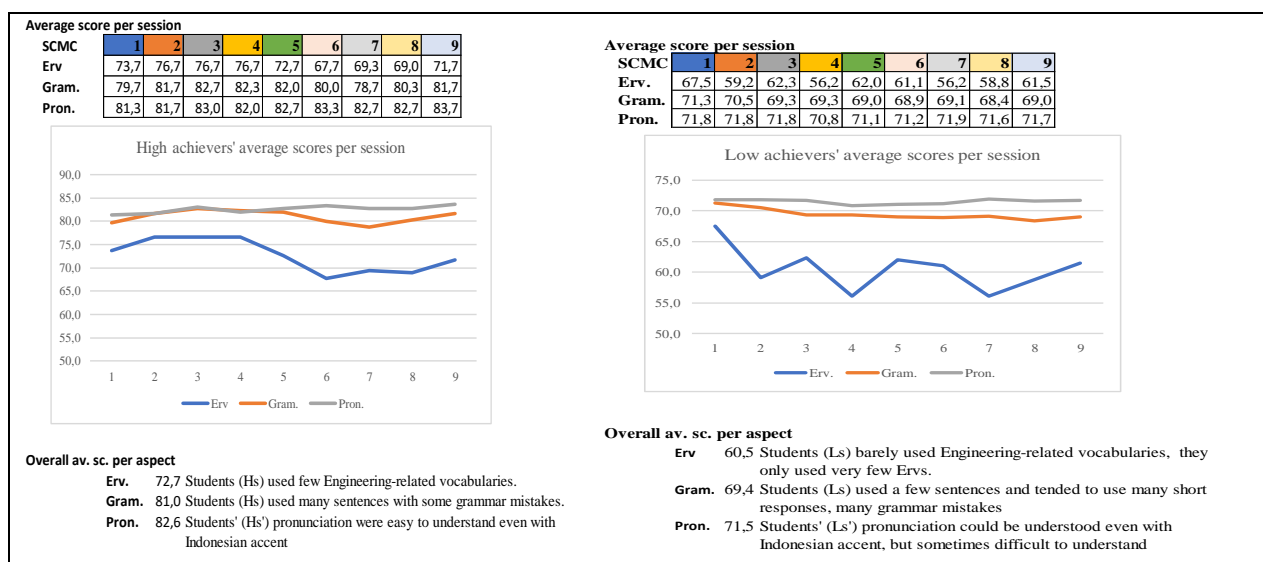 Average score per session
SCMC 1 2 3 4 5 6 7 8 9
Erv 73,7 76,7 76,7 76,7 72,7 67,7 69,3 69,0 71,7
Gram. 79,7 81,7 82,7 82,3 82,0 80,0 78,7 80,3 81,7
Pron. 81,3 81,7 83,0 82,0 82,7 83,3 82,7 82,7 83,7
High achievers' average scores per session
90,0
85,0
80,0
75,0
70,0
65,0
60,0
55,0
50,0
1 2 3 4 5 6 7 8 9
Erv Gram. Pron.
Overall av. sc. per aspect
Erv. 72,7 Students (Hs) used few Engineering-related vocabularies.
Gram. 81,0 Students (Hs) used many sentences with some grammar mistakes.
Pron. 82,6 Students' (Hs') pronunciation were easy to understand even with
Indonesian accent
Average score per session
SCMC 1 2 3 4 5 6 7 8 9
Erv. 67,5 59,2 62,3 56,2 62,0 61,1 56,2 58,8 61,5
Gram. 71,3 70,5 69,3 69,3 69,0 68,9 69,1 68,4 69,0
Pron. 71,8 71,8 71,8 70,8 71,1 71,2 71,9 71,6 71,7
Low achievers' average scores per session
75,0
70,0
65,0
60,0
55,0
50,0
1 2 3 4 5 6 7 8 9
Erv. Gram. Pron.
Overall av. sc. per aspect
Erv 60,5 Students (Ls) barely used Engineering-related vocabularies, they
only used very few Ervs.
Gram. 69,4 Students (Ls) used a few sentences and tended to use many short
responses, many grammar mistakes
Pron. 71,5 Students' (Ls') pronunciation could be understood even with
Indonesian accent, but sometimes difficult to understand